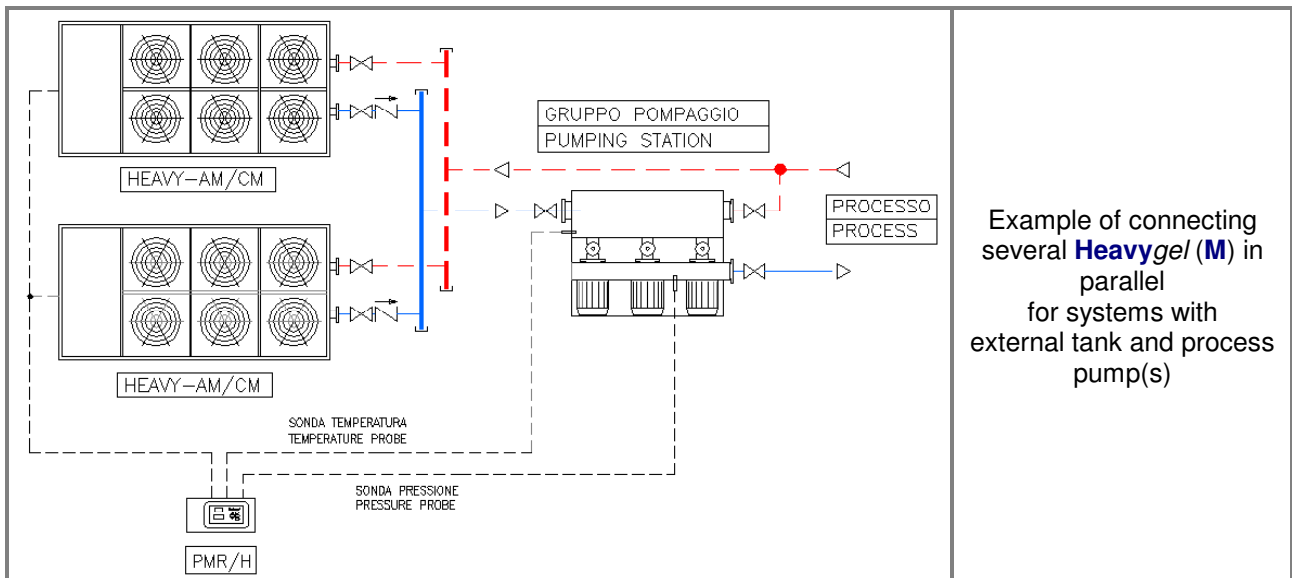 HEAVY-AM/CM
GRUPPO POMPAGGIO
PUMPING STATION
PROCESSO
PROCESS
HEAVY-AM/CM
SONDA TEMPERATURA
TEMPERATURE PROBE
SONDA PRESSIONE
PRESSURE PROBE
PMR/H
Example of connecting
several Heavygel (M) in
parallel
for systems with
external tank and process
pump(s)